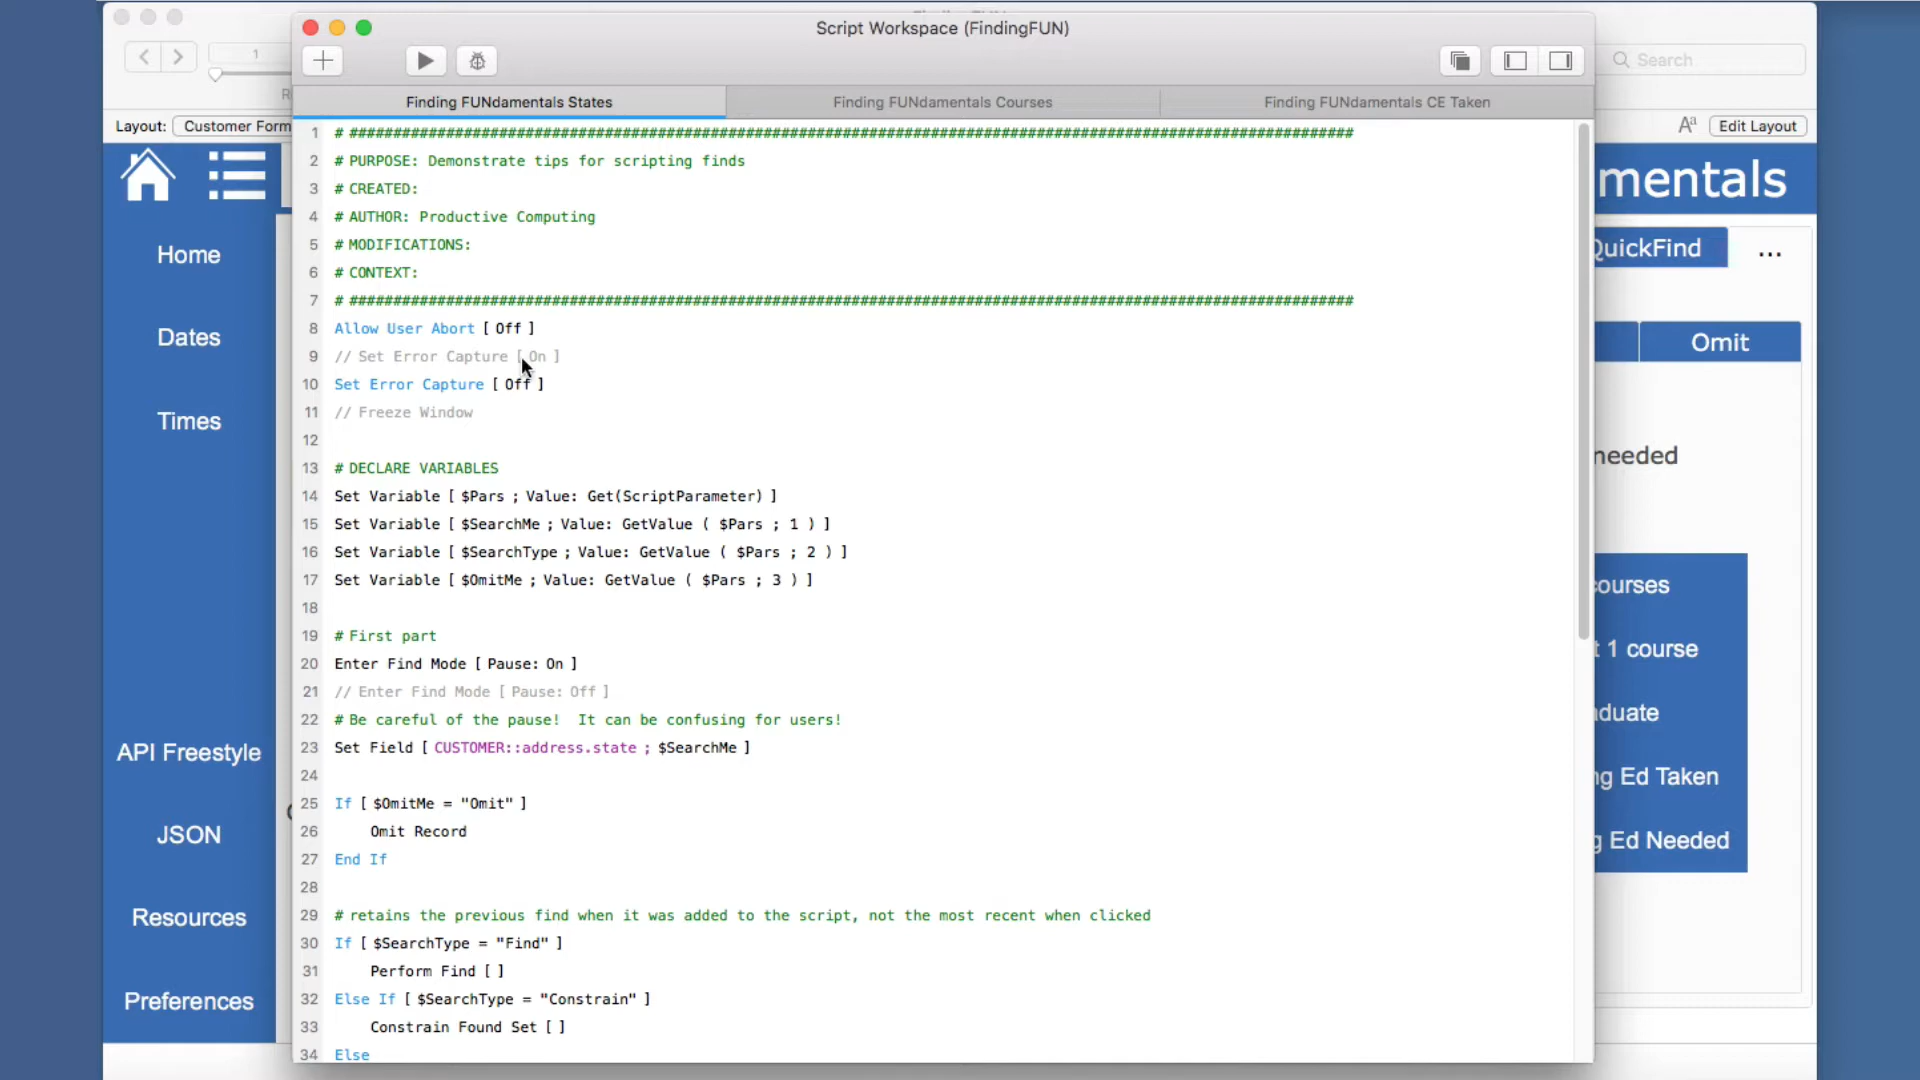 Script Workspace (FindingFUN)
1
Search
Finding FUNdamentals States
Finding FUNdamentals Courses
Finding FUNdamentals CE Taken
Layout:
Customer Form
Edit Layout
mentals
Home
Dates
Times
API Freestyle
JSON
Resources
Preferences
1 # ####################################################################################################################
2 # PURPOSE: Demonstrate tips for scripting finds
3 # CREATED:
4 # AUTHOR: Productive Computing
5 # MODIFICATIONS:
6 # CONTEXT:
7 # ####################################################################################################################
8 Allow User Abort [ Off ]
9 // Set Error Capture [ On ]
10 Set Error Capture [ Off ]
11 // Freeze Window
12
13 # DECLARE VARIABLES
14 Set Variable [ $Pars ; Value: Get(ScriptParameter) ]
15 Set Variable [ $SearchMe ; Value: GetValue ( $Pars ; 1 ) ]
16 Set Variable [ $SearchType ; Value: GetValue ( $Pars ; 2 ) ]
17 Set Variable [ $OmitMe ; Value: GetValue ( $Pars ; 3 ) ]
18
19 # First part
20 Enter Find Mode [ Pause: On ]
21 // Enter Find Mode [ Pause: Off ]
22 # Be careful of the pause!  It can be confusing for users!
23 Set Field [ CUSTOMER::address.state ; $SearchMe ]
24
25 If [ $OmitMe = "Omit" ]
26 Omit Record
27 End If
28
29 # retains the previous find when it was added to the script, not the most recent when clicked
30 If [ $SearchType = "Find" ]
31 Perform Find [ ]
32 Else If [ $SearchType = "Constrain" ]
33 Constrain Found Set [ ]
34 Else
QuickFind
...
Omit
needed
courses
t 1 course
duate
ng Ed Taken
g Ed Needed